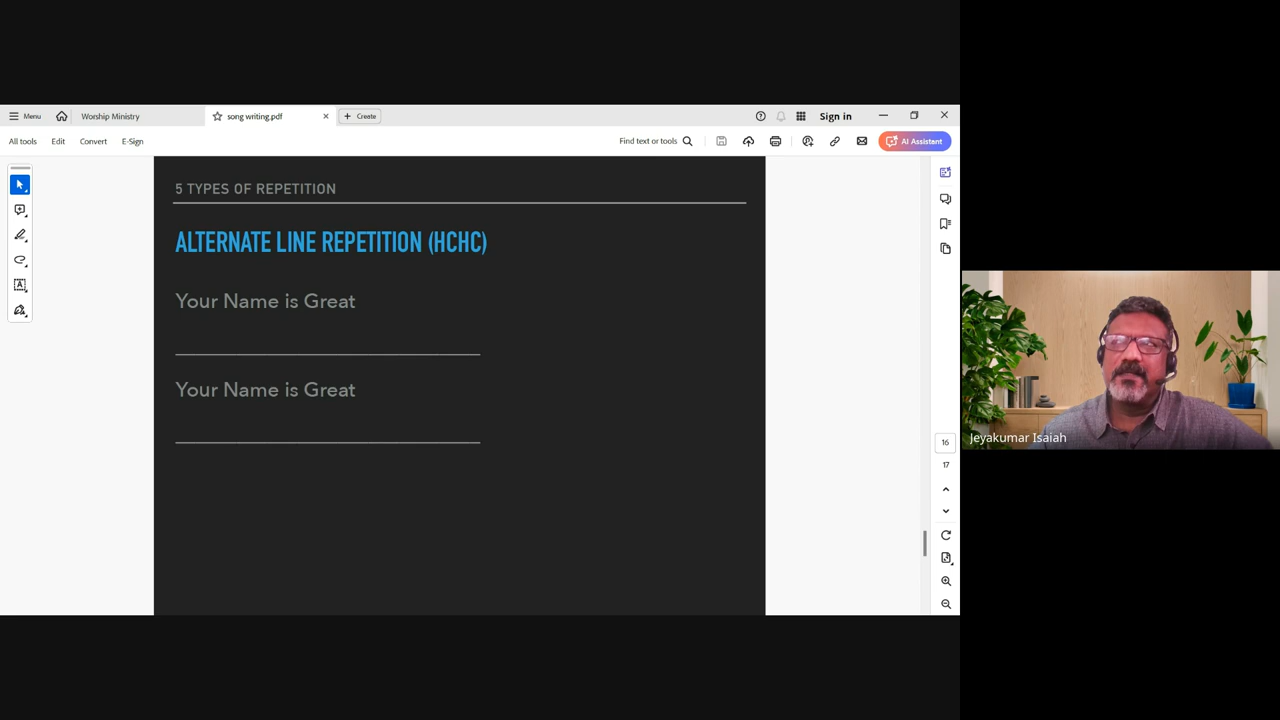 Menu
Worship Ministry
song writing.pdf
Create
Sign in
All tools
Edit
Convert
E-Sign
Find text or tools
AI Assistant
5 TYPES OF REPETITION
ALTERNATE LINE REPETITION (HCHC)
Your Name is Great
Your Name is Great
16
17
Jeyakumar Isaiah